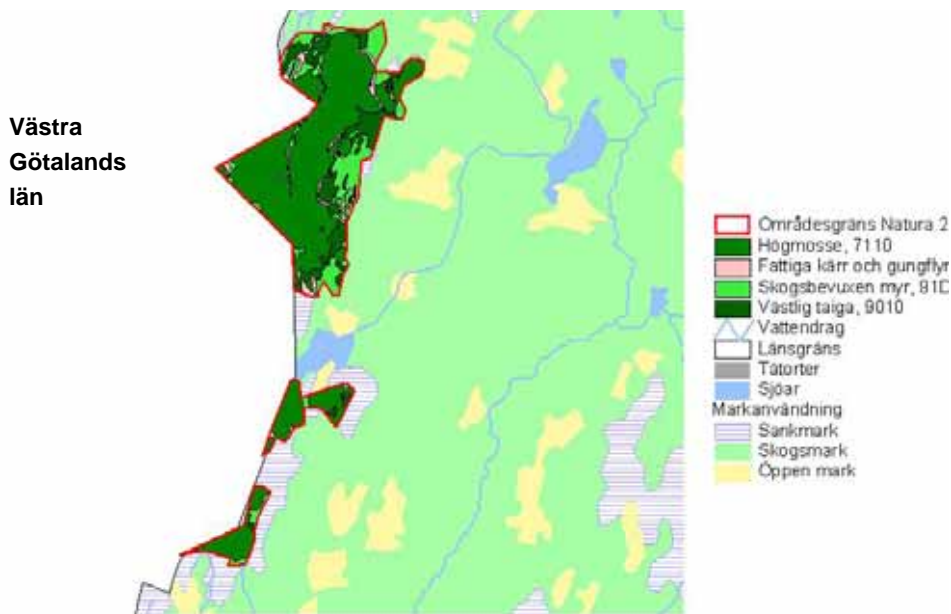 Västra
Götalands
län
Områdesgräns Natura 2
Högmosse, 7110
Fattiga kärr och gungflyn
Skogsbevuxen myr, 91D
Västlig taiga, 9010
Vattendrag
Länsgräns
Tätorter
Sjöar
Markanvändning
Sankmark
Skogsmark
Öppen mark